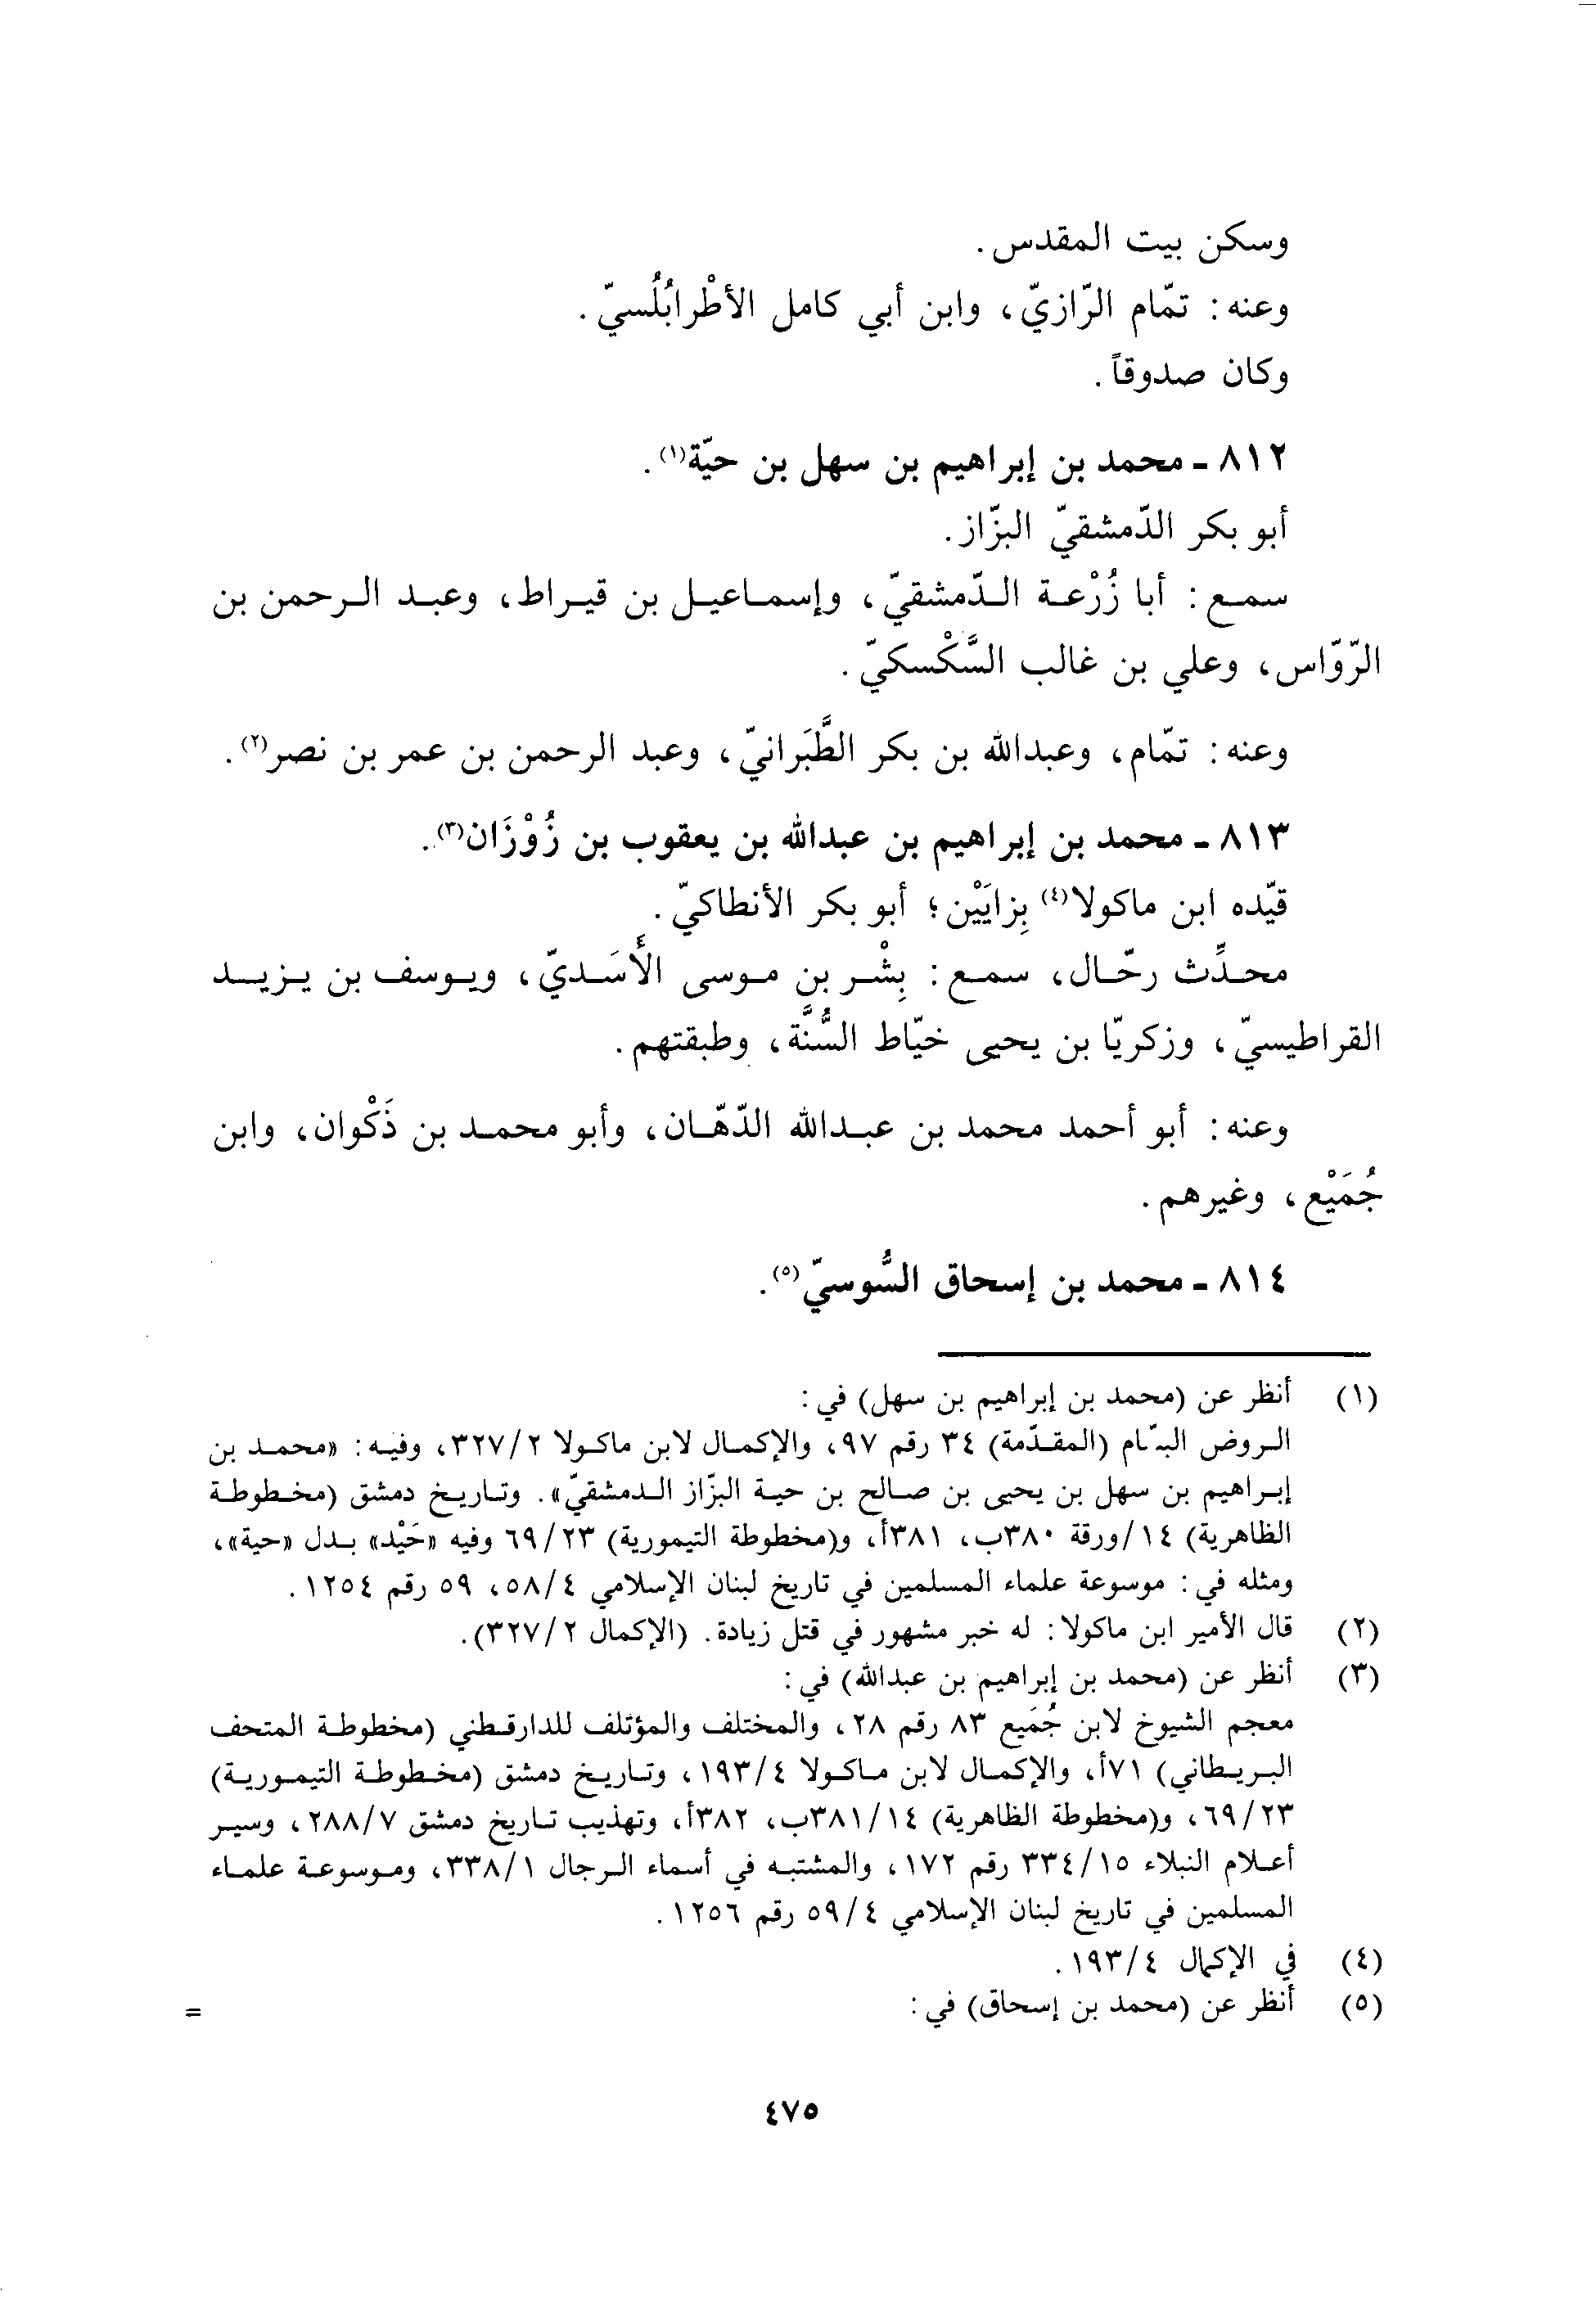 وسكن بيت المقدس.
وعنه: تمّام الرّازيّ، وابن أبي كامل الأطْرابُلُسيّ.
وكان صدوقاً.
٨١٢ ـ محمد بن إبراهيم بن سهل بن حيّة(١).
أبو بكر الدّمشقيّ البزّاز.
سمع: أبا زُرْعة الدّمشقيّ، وإسماعيل بن قيراط، وعبد الرحمن بن
الرّوّاس، وعلي بن غالب السَّكْسكيّ.
وعنه: تمّام، وعبدالله بن بكر الطَّبَرانيّ، وعبد الرحمن بن عمر بن نصر(٢).
٨١٣ ـ محمد بن إبراهيم بن عبدالله بن يعقوب بن زُوْزَان(٣).
قيّده ابن ماكولا(٤) بِزايَيْن؛ أبو بكر الأنطاكيّ.
محدِّث رحّال، سمع: بِشْر بن موسى الأَسَديّ، ويوسف بن يزيد
القراطيسيّ، وزكريّا بن يحيى خيّاط السُّنَّة، وطبقتهم.
وعنه: أبو أحمد محمد بن عبدالله الدّهّان، وأبو محمد بن ذَكْوان، وابن
جُمَيْع، وغيرهم.
٨١٤ ـ محمد بن إسحاق السُّوسيّ(٥).
(١) أنظر عن (محمد بن إبراهيم بن سهل) في:
الروض البسّام (المقدّمة) ٣٤ رقم ٩٧، والإكمال لابن ماكولا ٣٢٧/٢، وفيه: «محمد بن
إبراهيم بن سهل بن يحيى بن صالح بن حية البزّاز الدمشقيّ». وتاريخ دمشق (مخطوطة
الظاهرية) ١٤/ورقة ٣٨٠ب، ٣٨١أ، و(مخطوطة التيمورية) ٦٩/٢٣ وفيه «حَيْد» بدل «حية»،
ومثله في: موسوعة علماء المسلمين في تاريخ لبنان الإسلامي ٥٨/٤، ٥٩ رقم ١٢٥٤.
(٢) قال الأمير ابن ماكولا: له خبر مشهور في قتل زيادة. (الإكمال ٣٢٧/٢).
(٣) أنظر عن (محمد بن إبراهيم بن عبدالله) في:
معجم الشيوخ لابن جُمَيع ٨٣ رقم ٢٨، والمختلف والمؤتلف للدارقطني (مخطوطة المتحف
البريطاني) ٧١أ، والإكمال لابن ماكولا ١٩٣/٤، وتاريخ دمشق (مخطوطة التيمورية)
٦٩/٢٣، و(مخطوطة الظاهرية) ٣٨١/١٤ب، ٣٨٢أ، وتهذيب تاريخ دمشق ٢٨٨/٧، وسير
أعلام النبلاء ٣٣٤/١٥ رقم ١٧٢، والمشتبه في أسماء الرجال ٣٣٨/١، وموسوعة علماء
المسلمين في تاريخ لبنان الإسلامي ٥٩/٤ رقم ١٢٥٦.
(٤) في الإكمال ١٩٣/٤.
(٥) أنظر عن (محمد بن إسحاق) في: =
٤٧٥